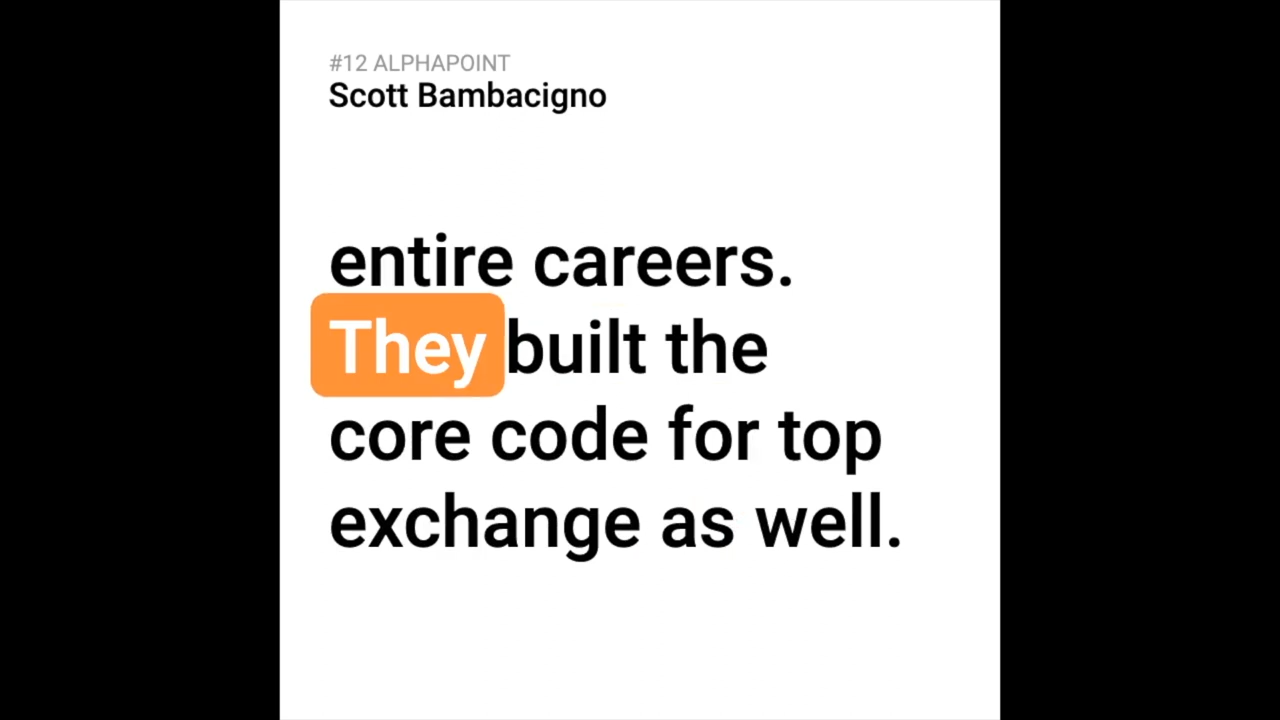 #12 ALPHAPOINT
Scott Bambacigno
entire careers.
They built the
core code for top
exchange as well.